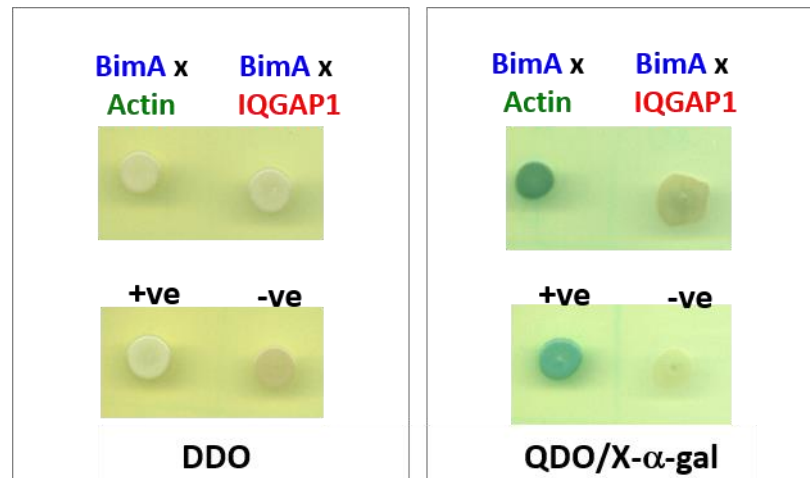 BimA x BimA x
Actin IQGAP1
+ve -ve
DDO
BimA x BimA x
Actin IQGAP1
+ve -ve
QDO/X-α-gal